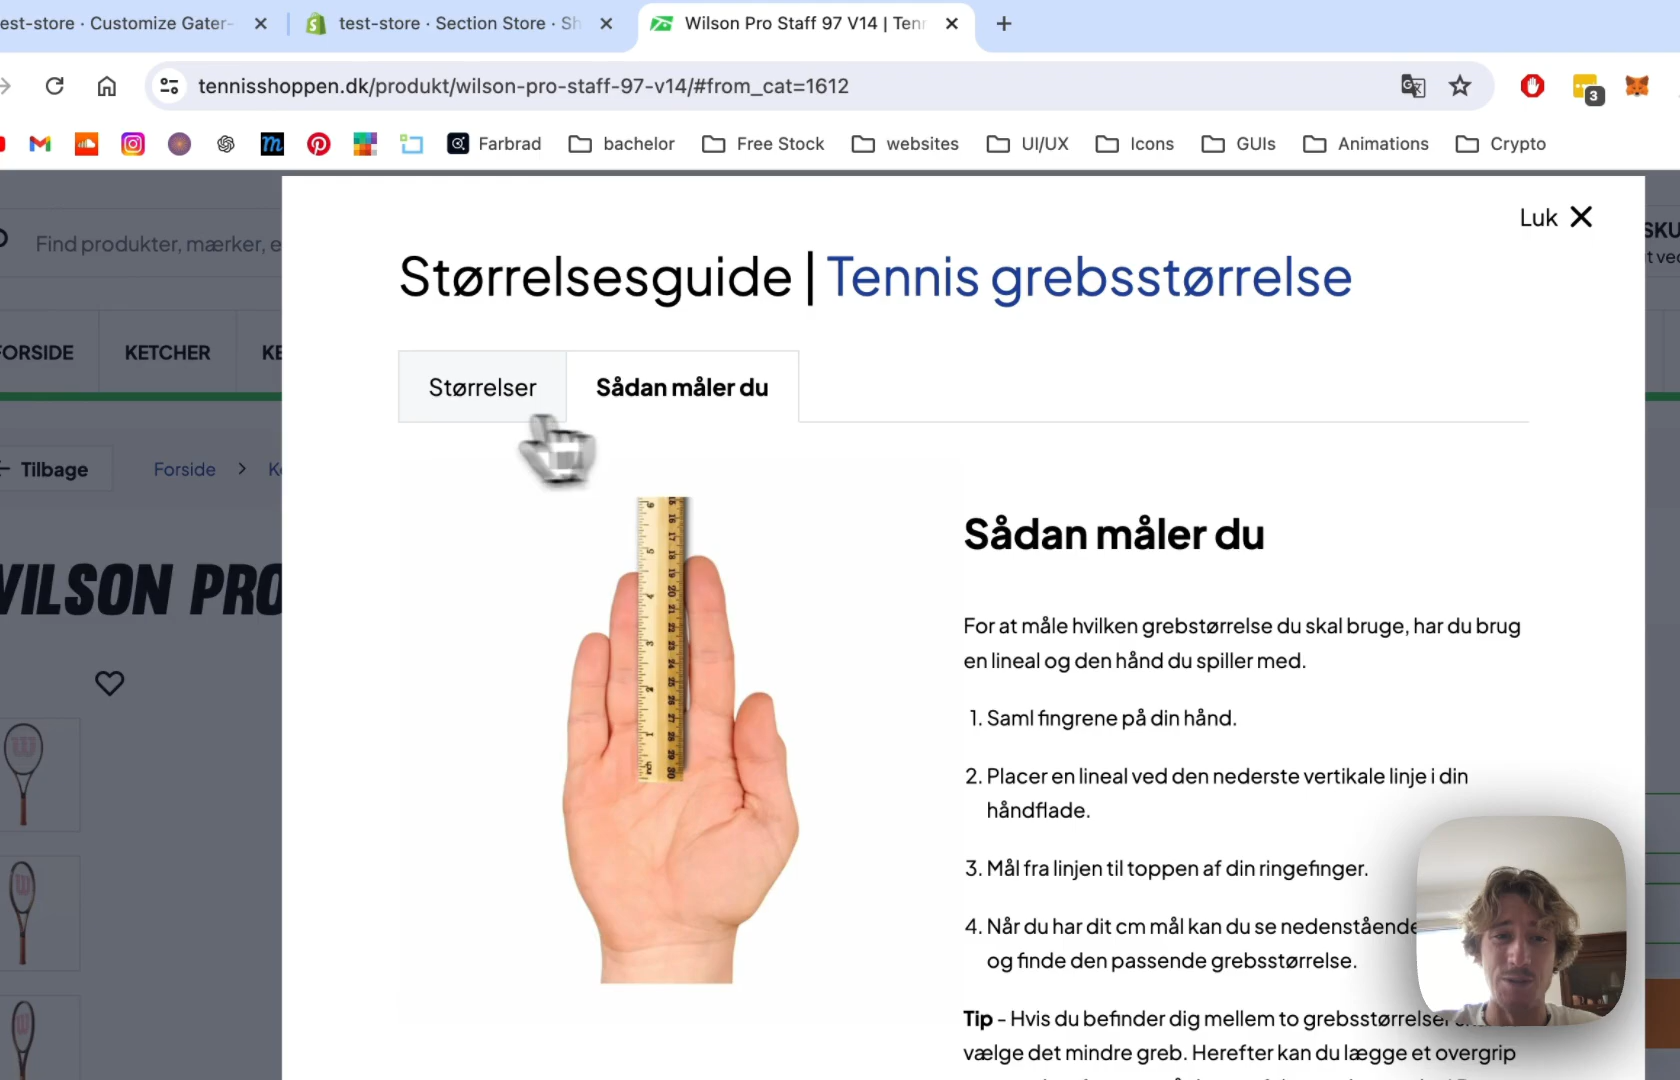 est-store · Customize Gater-
test-store · Section Store · Sh
Wilson Pro Staff 97 V14 | Tenn
tennisshoppen.dk/produkt/wilson-pro-staff-97-v14/#from_cat=1612
3
Farbrad
bachelor
Free Stock
websites
UI/UX
Icons
GUIs
Animations
Crypto
Luk
Find produkter, mærker, e
SKU
t ved
Størrelsesguide | Tennis grebsstørrelse
FORSIDE
KETCHER
KE
Størrelser
Sådan måler du
Tilbage
Forside
Ke
WILSON PRO
Sådan måler du
For at måle hvilken grebstørrelse du skal bruge, har du brug
en lineal og den hånd du spiller med.
1. Saml fingrene på din hånd.
2. Placer en lineal ved den nederste vertikale linje i din
håndflade.
3. Mål fra linjen til toppen af din ringefinger.
4. Når du har dit cm mål kan du se nedenstående
og finde den passende grebsstørrelse.
Tip - Hvis du befinder dig mellem to grebsstørrelser
vælge det mindre greb. Herefter kan du lægge et overgrip